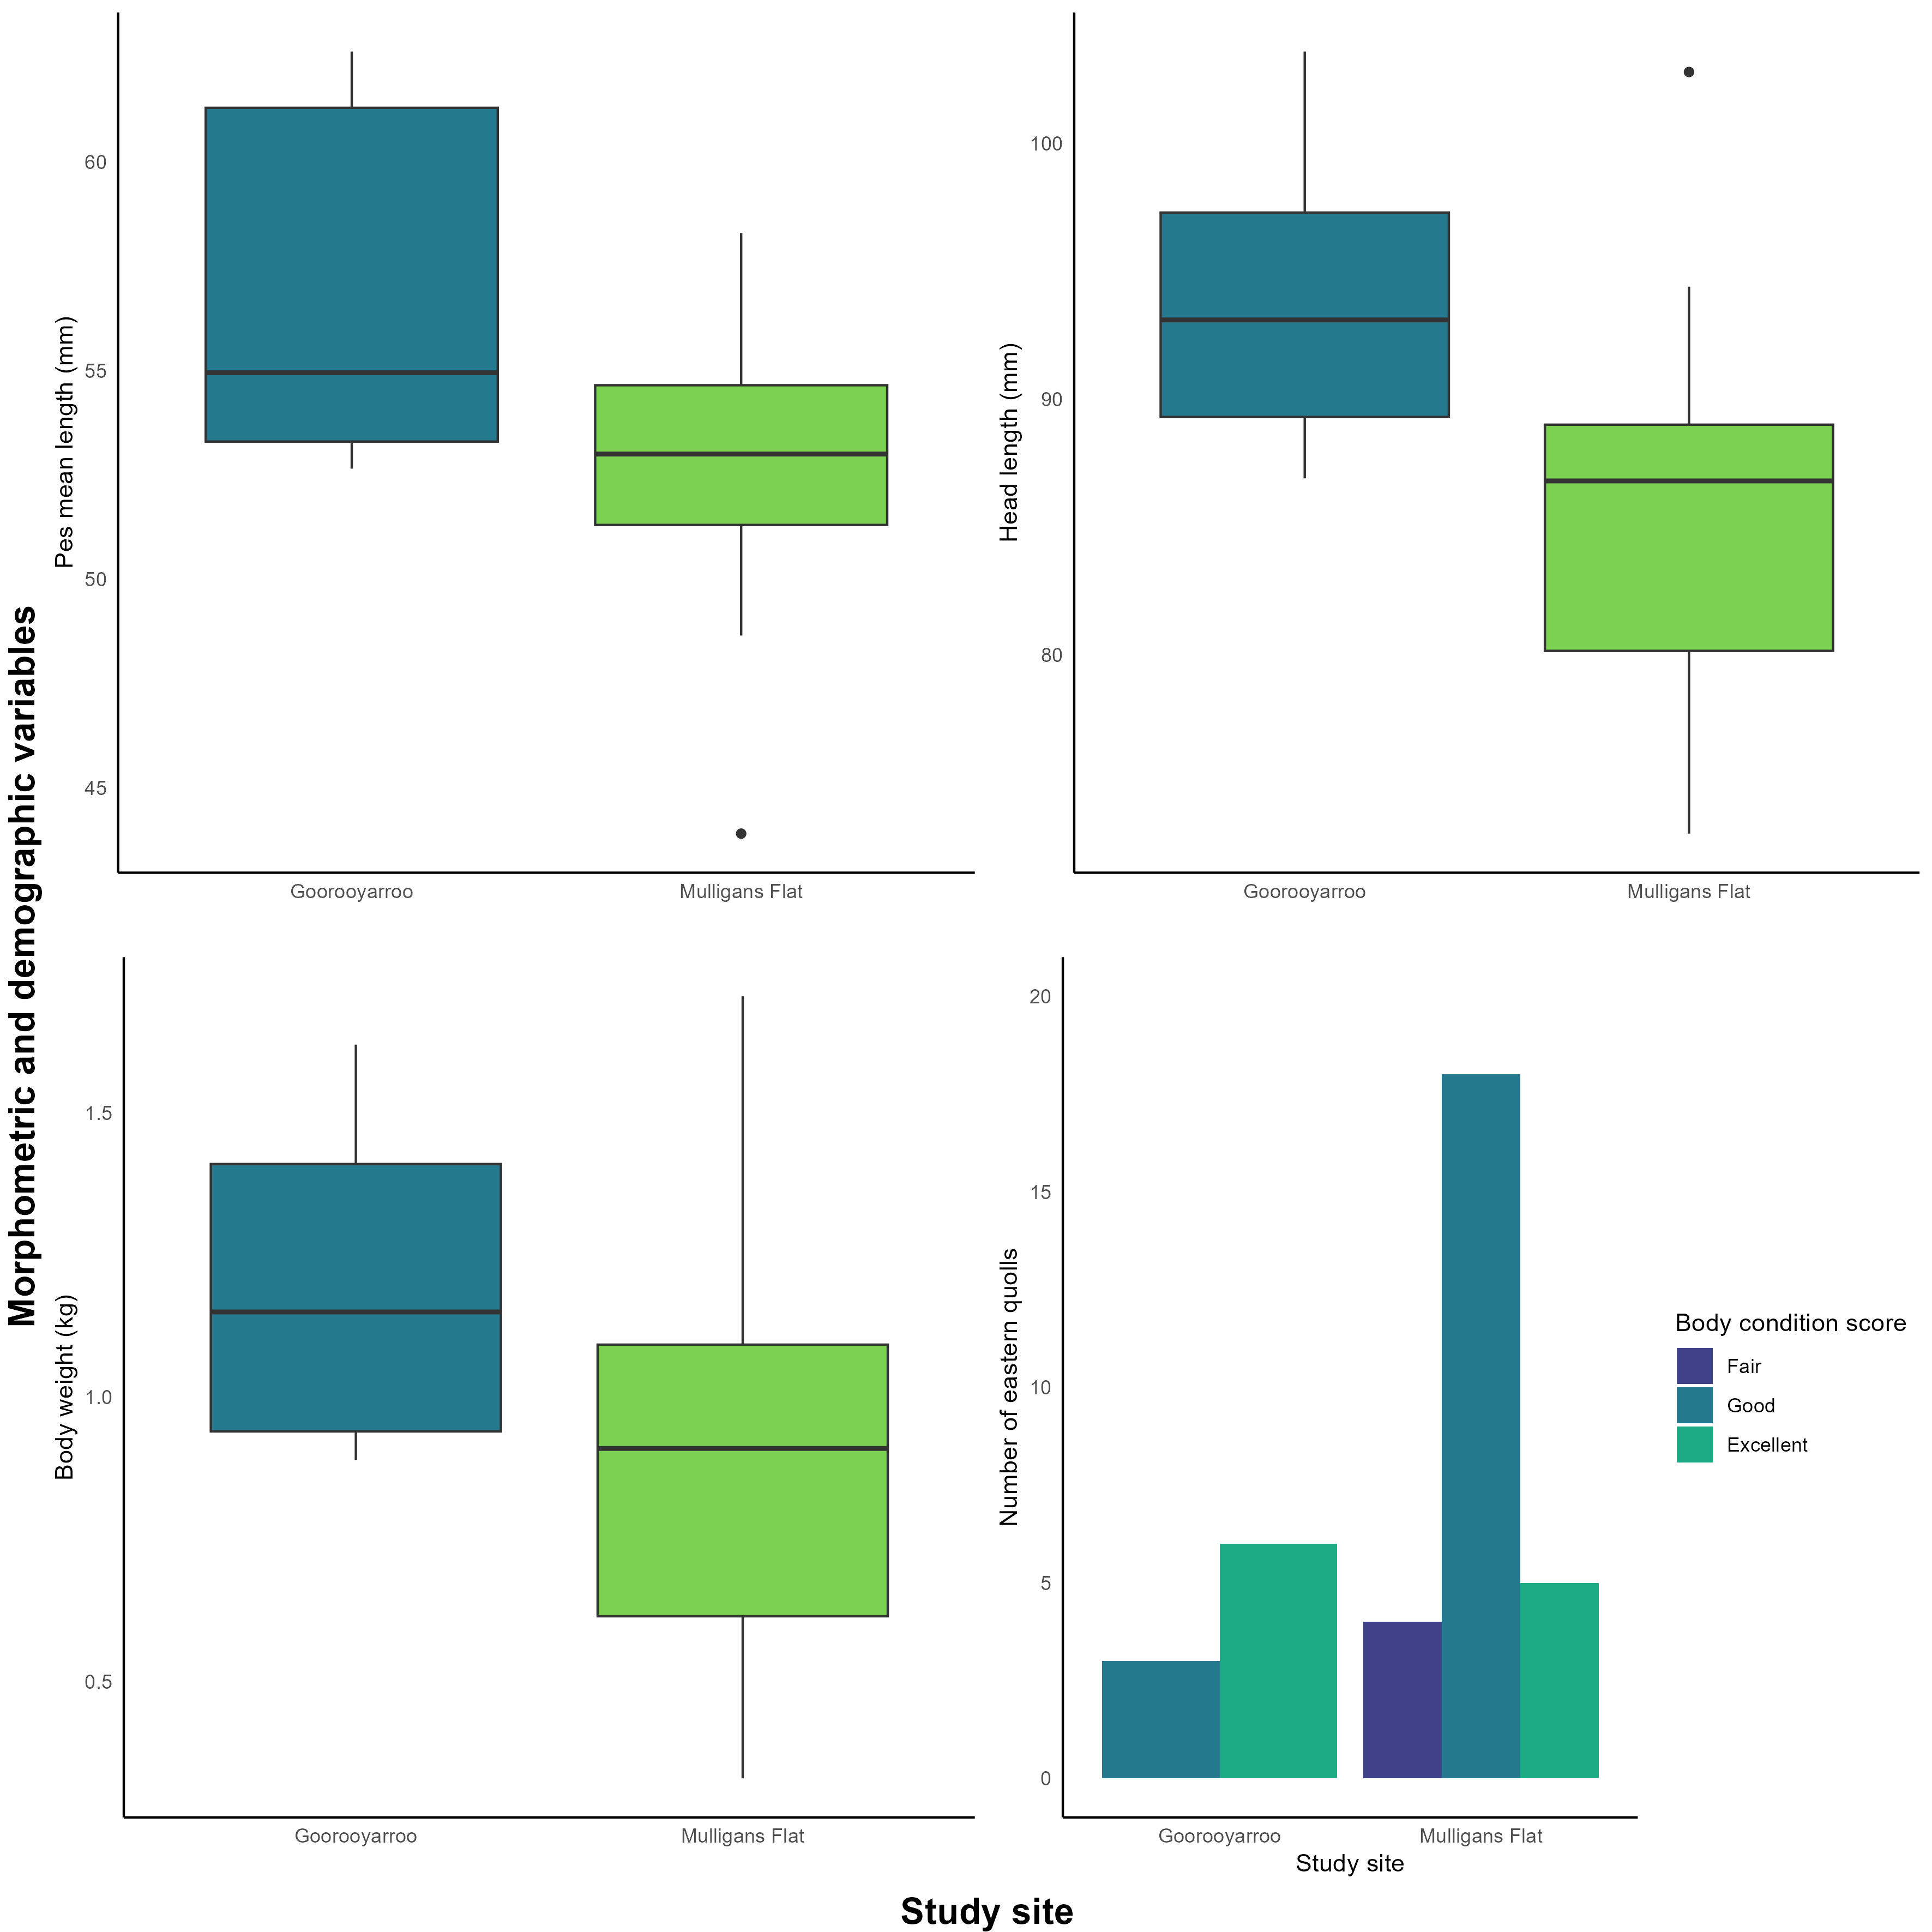 Morphometric and demographic variables
Pes mean length (mm)
60
55
50
45
Goorooyarroo
Mulligans Flat
Head length (mm)
100
90
80
Goorooyarroo
Mulligans Flat
Body weight (kg)
1.5
1.0
0.5
Goorooyarroo
Mulligans Flat
Number of eastern quolls
20
15
10
5
0
Goorooyarroo
Mulligans Flat
Study site
Body condition score
Fair
Good
Excellent
Study site